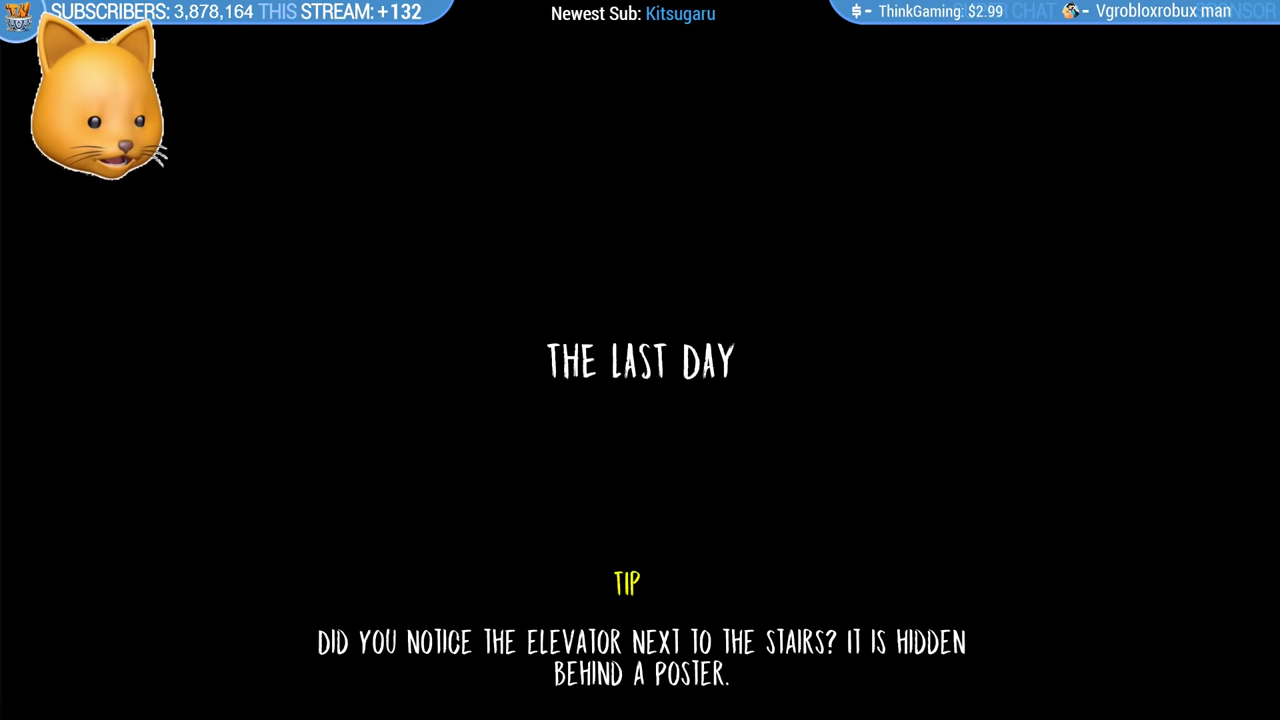 SUBSCRIBERS: 3,878,164 THIS STREAM: +132
Newest Sub: Kitsugaru
$ - ThinkGaming: $2.99
CHAT
- Vgrobloxrobux man
THE LAST DAY
TIP
DID YOU NOTICE THE ELEVATOR NEXT TO THE STAIRS? IT IS HIDDEN
BEHIND A POSTER.